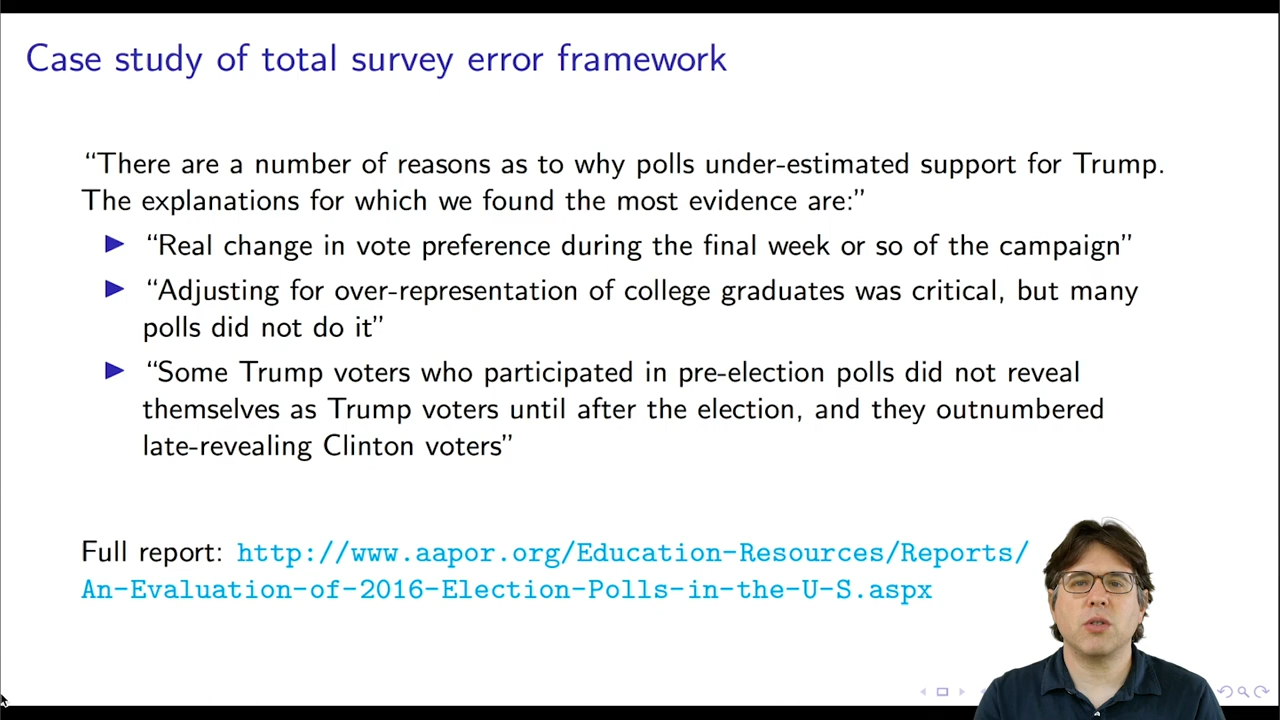 Case study of total survey error framework
“There are a number of reasons as to why polls under-estimated support for Trump.
The explanations for which we found the most evidence are:”
“Real change in vote preference during the final week or so of the campaign”
“Adjusting for over-representation of college graduates was critical, but many
polls did not do it”
“Some Trump voters who participated in pre-election polls did not reveal
themselves as Trump voters until after the election, and they outnumbered
late-revealing Clinton voters”
Full report: http://www.aapor.org/Education-Resources/Reports/
An-Evaluation-of-2016-Election-Polls-in-the-U-S.aspx